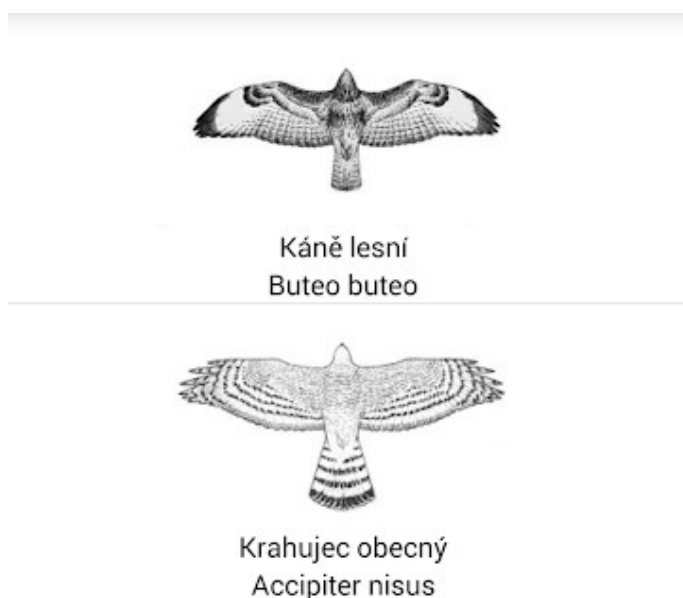 Káně lesní
Buteo buteo
Krahujec obecný
Accipiter nisus